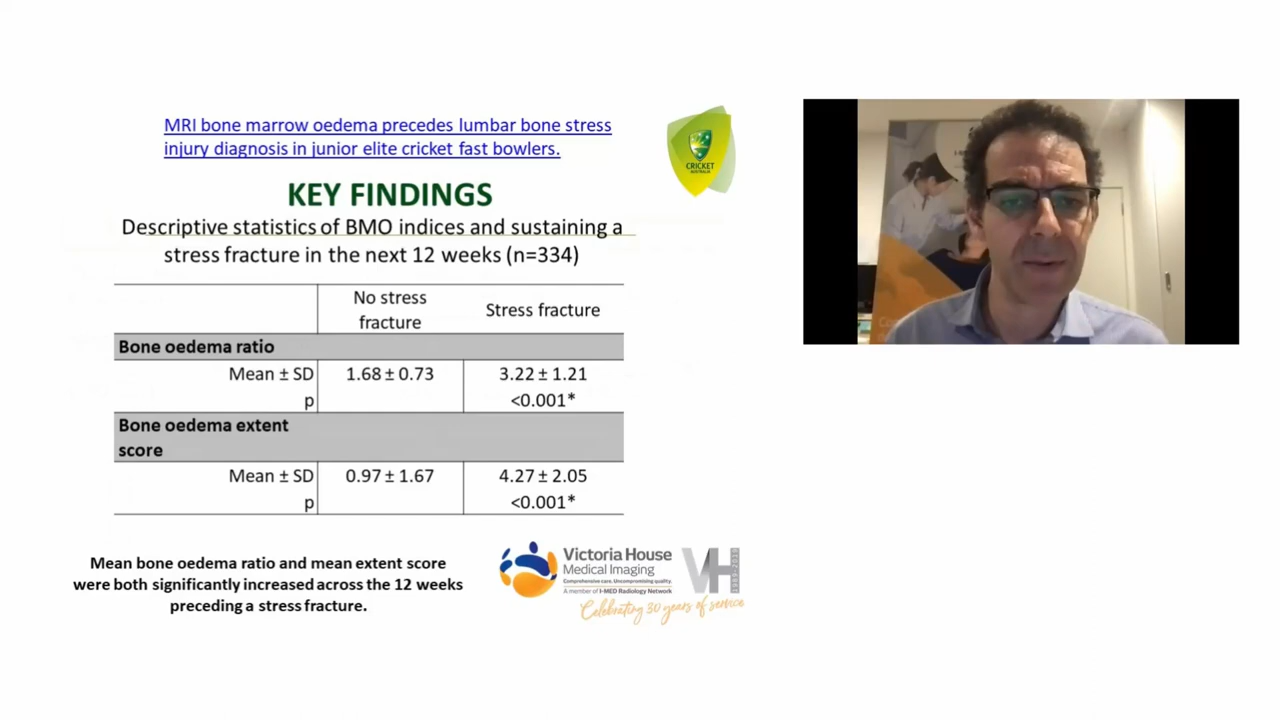 MRI bone marrow oedema precedes lumbar bone stress
injury diagnosis in junior elite cricket fast bowlers.
CRICKET
AUSTRALIA
KEY FINDINGS
Descriptive statistics of BMO indices and sustaining a
stress fracture in the next 12 weeks (n=334)
No stress
fracture
Stress fracture
Bone oedema ratio
Mean ± SD 1.68 ± 0.73 3.22 ± 1.21
p <0.001*
Bone oedema extent
score
Mean ± SD 0.97 ± 1.67 4.27 ± 2.05
p <0.001*
Mean bone oedema ratio and mean extent score
were both significantly increased across the 12 weeks
preceding a stress fracture.
Victoria House
Medical Imaging
Comprehensive care. Uncompromising quality.
A member of I-MED Radiology Network
VH
Celebrating 30 years of service